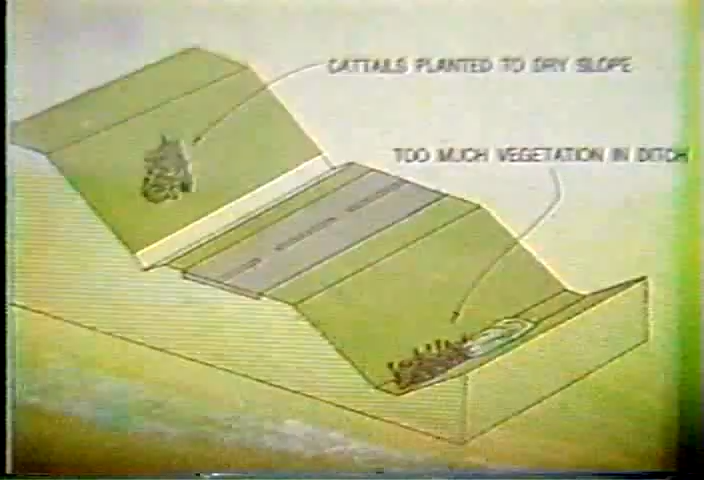 CATTAILS PLANTED TO DRY SLOPE
TOO MUCH VEGETATION IN DITCH